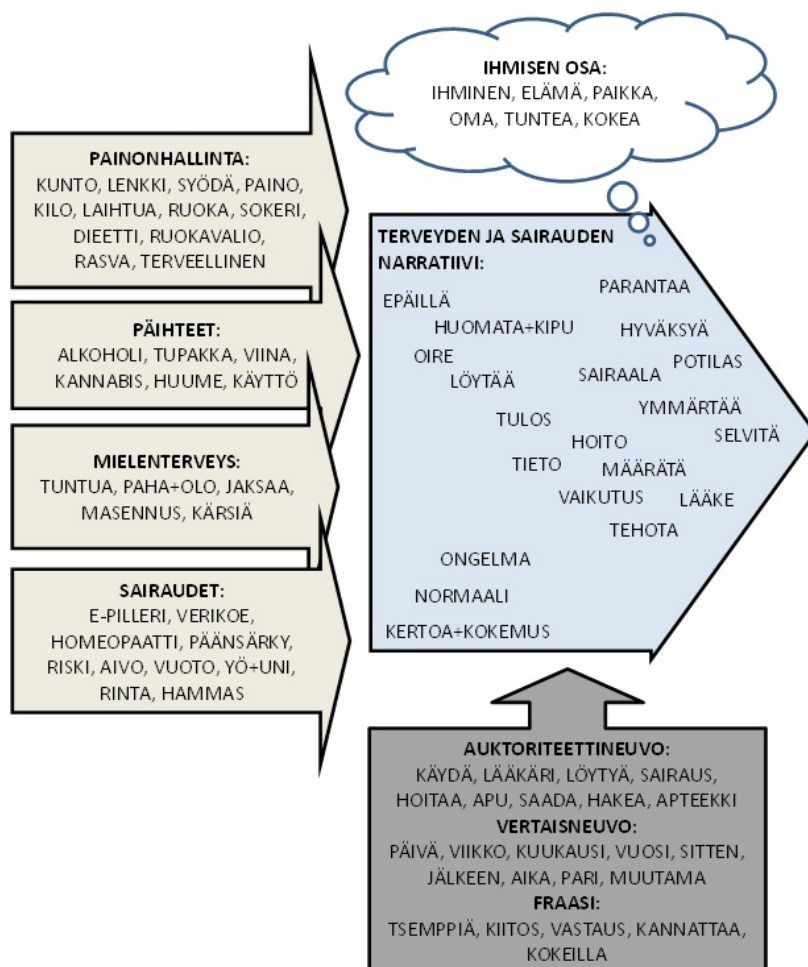 IHMISEN OSA:
IHMINEN, ELÄMÄ, PAIKKA,
OMA, TUNTEA, KOKEA
PAINONHALLINTA:
KUNTO, LENKKI, SYÖDÄ, PAINO,
KILO, LAIHTUA, RUOKA, SOKERI,
DIEETTI, RUOKAVALIO,
RASVA, TERVEELLINEN
PÄIHTEET:
ALKOHOLI, TUPAKKA, VIINA,
KANNABIS, HUUME, KÄYTTÖ
MIELENTERVEYS:
TUNTUA, PAHA+OLO, JAKSAA,
MASENNUS, KÄRSIÄ
SAIRAUDET:
E-PILLERI, VERIKOE,
HOMEOPAATTI, PÄÄNSÄRKY,
RISKI, AIVO, VUOTO, YÖ+UNI,
RINTA, HAMMAS
TERVEYDEN JA SAIRAUDEN
NARRATIIVI:
PARANTAA
EPÄILLÄ
HUOMATA+KIPU
HYVÄKSYÄ
OIRE
POTILAS
LÖYTÄÄ
SAIRAALA
YMMÄRTÄÄ
TULOS
SELVITÄ
HOITO
TIETO
MÄÄRÄTÄ
VAIKUTUS
LÄÄKE
TEHOTA
ONGELMA
NORMAALI
KERTOA+KOKEMUS
AUKTORITEETTINEUVO:
KÄYDÄ, LÄÄKÄRI, LÖYTYÄ, SAIRAUS,
HOITAA, APU, SAADA, HAKEA, APTEEKKI
VERTAISNEUVO:
PÄIVÄ, VIIKKO, KUUKAUSI, VUOSI, SITTEN,
JÄLKEEN, AIKA, PARI, MUUTAMA
FRAASI:
TSEMPPIÄ, KIITOS, VASTAUS, KANNATTAA,
KOKEILLA